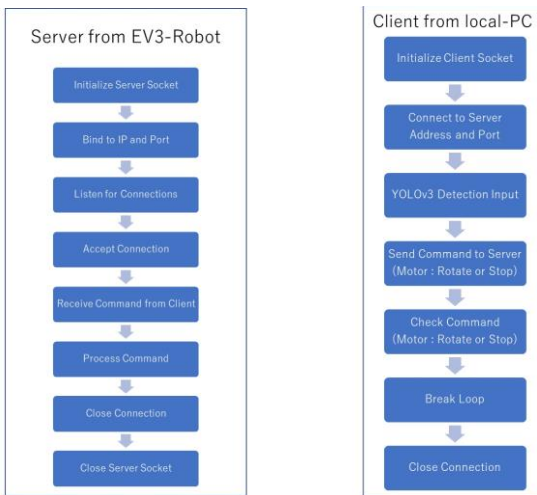 Server from EV3-Robot
Initialize Server Socket
Bind to IP and Port
Listen for Connections
Accept Connection
Receive Command from Client
Process Command
Close Connection
Close Server Socket
Client from local-PC
Initialize Client Socket
Connect to Server
Address and Port
YOLOv3 Detection Input
Send Command to Server
(Motor : Rotate or Stop)
Check Command
(Motor : Rotate or Stop)
Break Loop
Close Connection